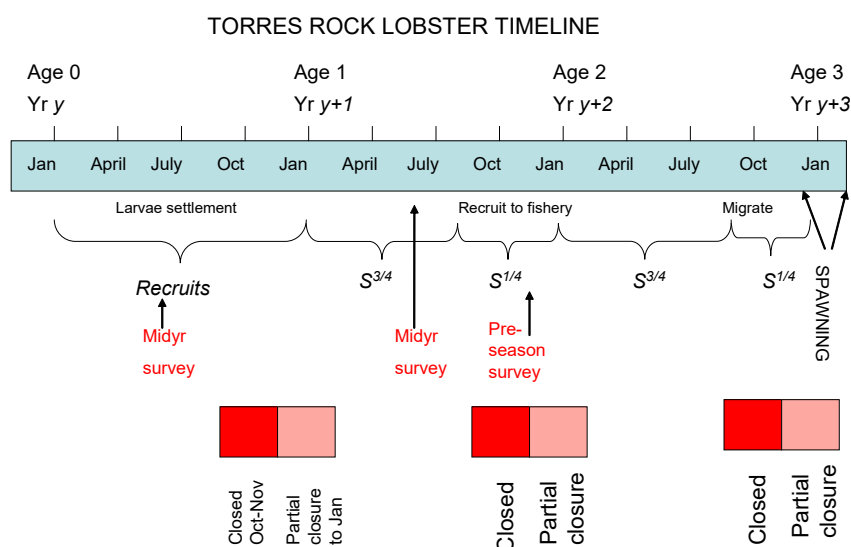 TORRES ROCK LOBSTER TIMELINE
Age 0
Yr y
Age 1
Yr y+1
Age 2
Yr y+2
Age 3
Yr y+3
Jan April July Oct Jan April July Oct Jan April July Oct Jan
Larvae settlement
Recruit to fishery
Migrate
Recruits
S3/4
S1/4
S3/4
S1/4
SPAWNING
Midyr
survey
Midyr
survey
Pre-
season
survey
Closed
Oct-Nov
Partial
closure
to Jan
Closed
Partial
closure
Closed
Partial
closure